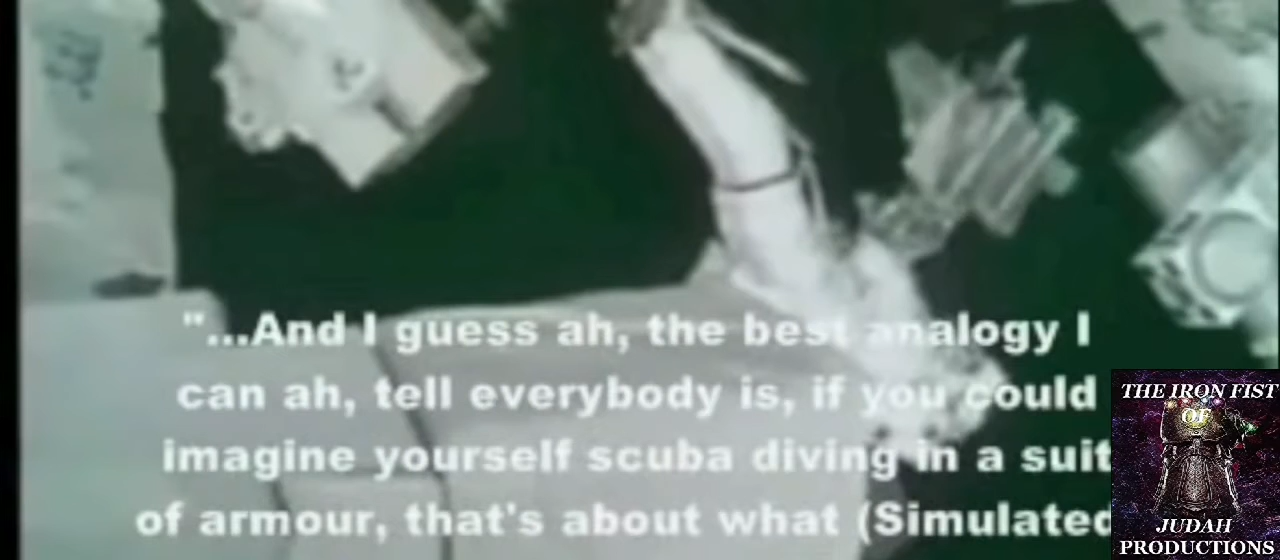 "...And I guess ah, the best analogy I
can ah, tell everybody is, if you could
imagine yourself scuba diving in a suit
of armour, that's about what (Simulated
THE IRON FIST
OF
JUDAH
PRODUCTIONS